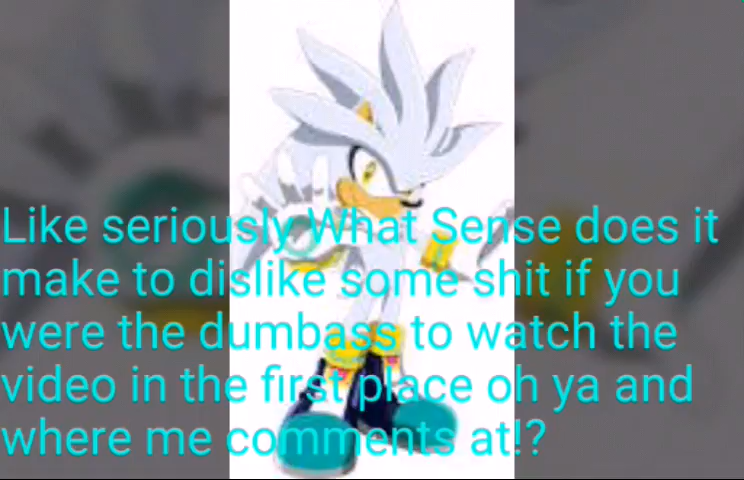 Like seriously What Sense does it
make to dislike some shit if you
were the dumbass to watch the
video in the first place oh ya and
where me comments at!?